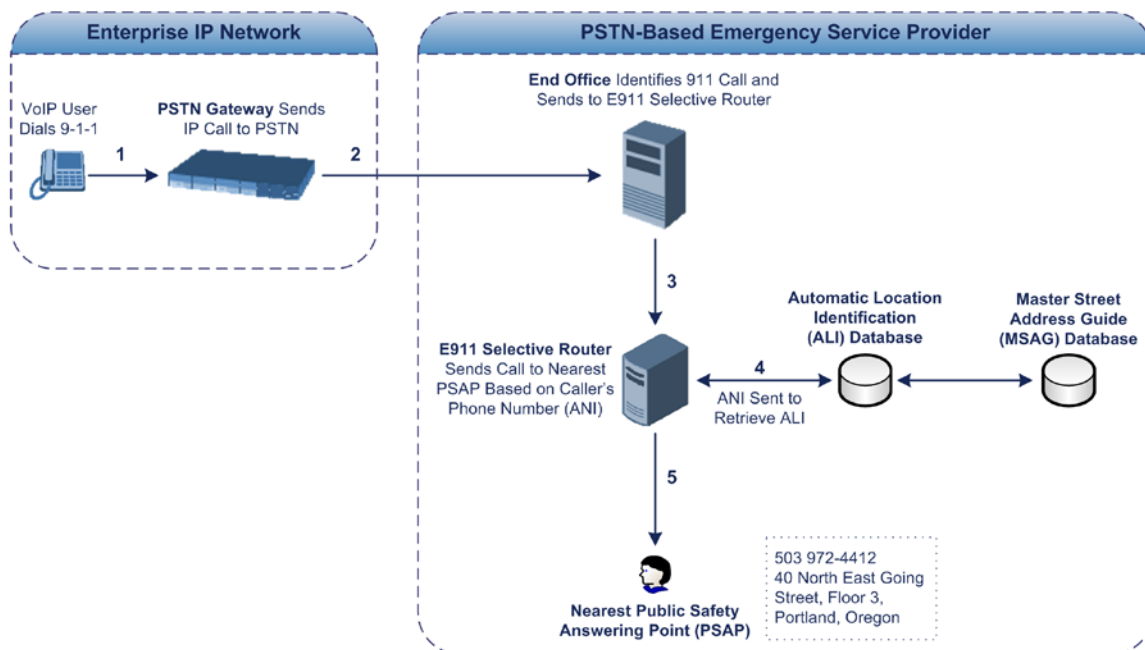 Enterprise IP Network
VoIP User
Dials 9-1-1
1
PSTN Gateway Sends
IP Call to PSTN
2
PSTN-Based Emergency Service Provider
End Office Identifies 911 Call and
Sends to E911 Selective Router
3
E911 Selective Router
Sends Call to Nearest
PSAP Based on Caller's
Phone Number (ANI)
4
ANI Sent to
Retrieve ALI
Automatic Location
Identification
(ALI) Database
Master Street
Address Guide
(MSAG) Database
5
Nearest Public Safety
Answering Point (PSAP)
503 972-4412
40 North East Going
Street, Floor 3,
Portland, Oregon